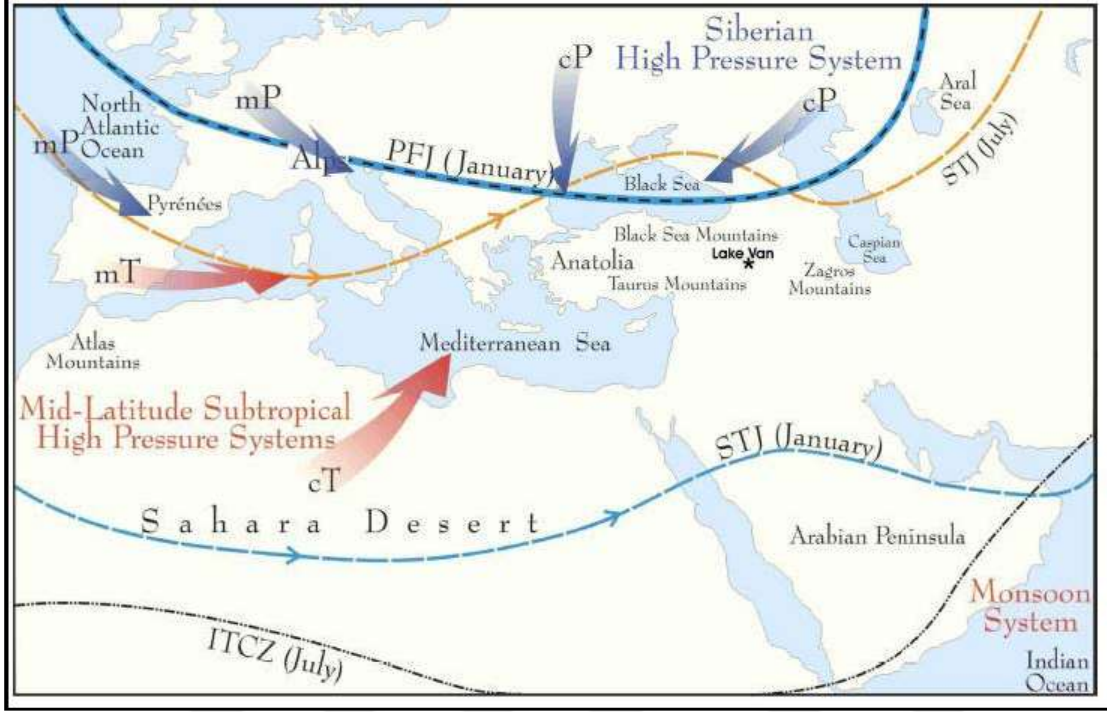 Siberian
High Pressure System
cP
mP
cP
Aral
Sea
North
Atlantic
Ocean
mP
Alps
PFJ (January)
STJ (July)
Black Sea
Pyrénées
Black Sea Mountains
Lake Van
*
Caspian
Sea
Anatolia
Taurus Mountains
Zagros
Mountains
mT
Atlas
Mountains
Mediterranean Sea
Mid-Latitude Subtropical
High Pressure Systems
cT
STJ (January)
Sahara Desert
Arabian Peninsula
Monsoon
System
ITCZ (July)
Indian
Ocean